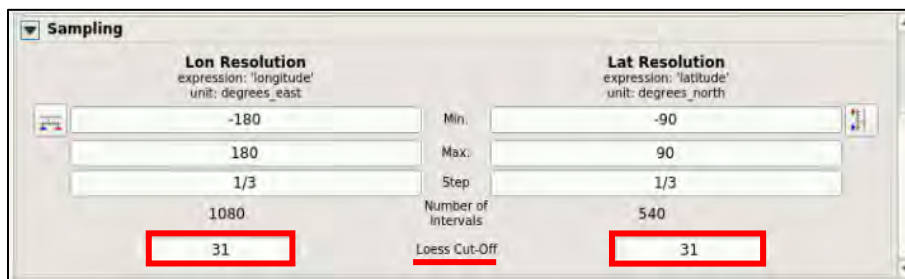 Sampling
Lon Resolution
expression: 'longitude'
unit: degrees_east
Lat Resolution
expression: 'latitude'
unit: degrees_north
-180
Min.
-90
180
Max.
90
1/3
Step
1/3
1080
Number of
Intervals
540
31
Loess Cut-Off
31